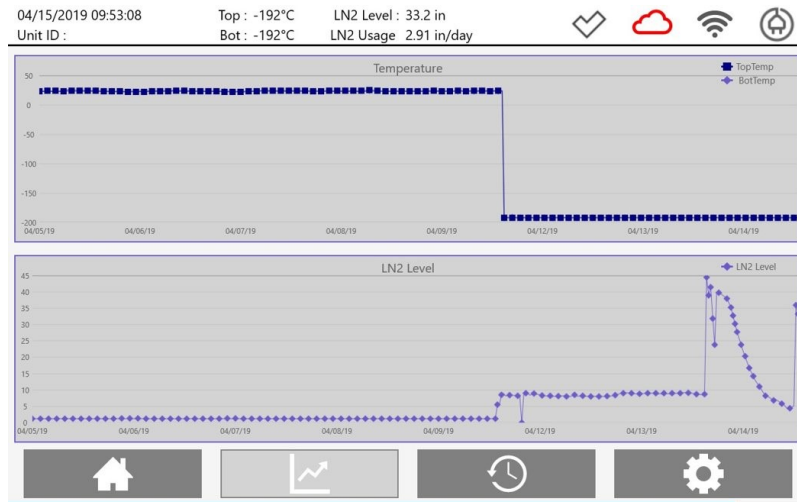 04/15/2019 09:53:08 Top : -192°C LN2 Level : 33.2 in
Unit ID : Bot : -192°C LN2 Usage 2.91 in/day
Temperature
TopTemp
BotTemp
50
0
-50
-100
-150
-200
04/05/19 04/06/19 04/07/19 04/08/19 04/09/19 04/12/19 04/13/19 04/14/19
LN2 Level
LN2 Level
45
40
35
30
25
20
15
10
5
0
04/05/19 04/06/19 04/07/19 04/08/19 04/09/19 04/12/19 04/13/19 04/14/19